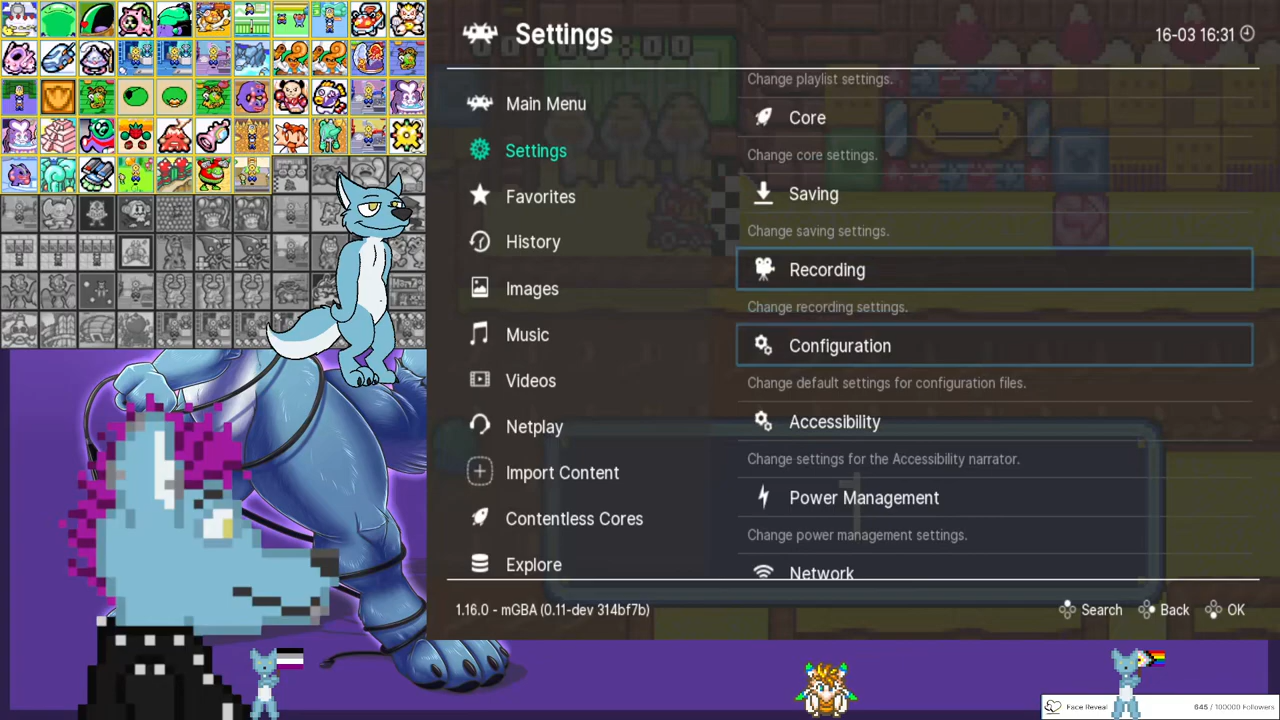 Settings
16-03 16:31
Main Menu
Settings
Favorites
History
Images
Music
Videos
Netplay
Import Content
Contentless Cores
Explore
Change playlist settings.
Core
Change core settings.
Saving
Change saving settings.
Recording
Change recording settings.
Configuration
Change default settings for configuration files.
Accessibility
Change settings for the Accessibility narrator.
Power Management
Change power management settings.
Network
1.16.0 - mGBA (0.11-dev 314bf7b)
Search
Back
OK
Face Reveal
645 / 100000 Followers